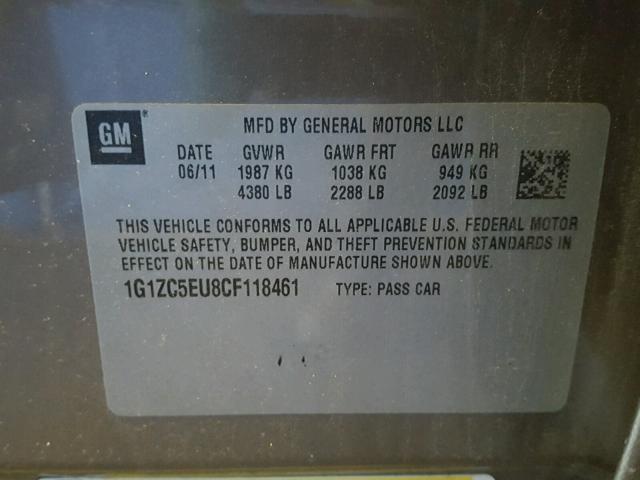 GM®
MFD BY GENERAL MOTORS LLC
DATE GVWR GAWR FRT GAWR RR
06/11 1987 KG 1038 KG 949 KG
4380 LB 2288 LB 2092 LB
THIS VEHICLE CONFORMS TO ALL APPLICABLE U.S. FEDERAL MOTOR
VEHICLE SAFETY, BUMPER, AND THEFT PREVENTION STANDARDS IN
EFFECT ON THE DATE OF MANUFACTURE SHOWN ABOVE.
1G1ZC5EU8CF118461 TYPE: PASS CAR